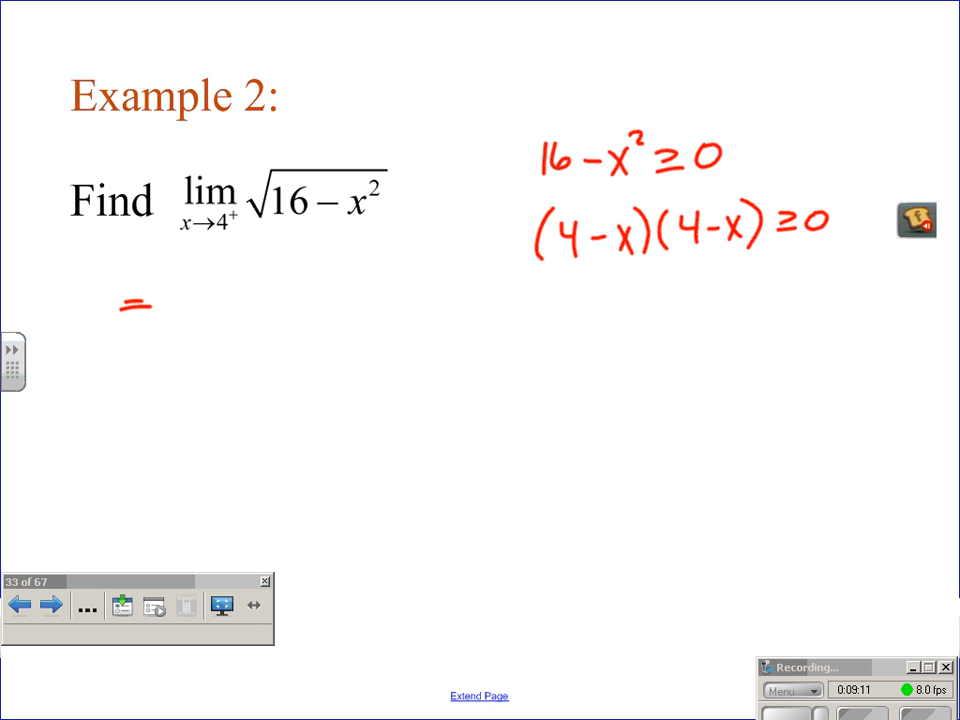 Example 2:
16 - x² ≥ 0
Find lim x→4⁺ √(16 − x²)
(4 - x)(4 - x) ≥ 0
=
33 of 67
...
Recording...
Menu
0:09:11
8.0 fps
Extend Page